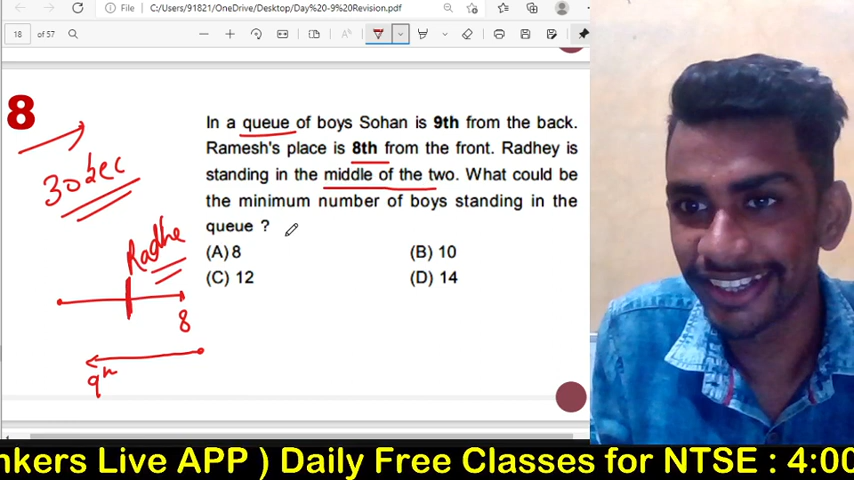 File
C:/Users/91821/OneDrive/Desktop/Day%20-9%20Revision.pdf
18 of 57
8
30 sec
Radhe
8
9th
In a queue of boys Sohan is 9th from the back.
Ramesh's place is 8th from the front. Radhey is
standing in the middle of the two. What could be
the minimum number of boys standing in the
queue ?
(A) 8 (B) 10
(C) 12 (D) 14
nkers Live APP ) Daily Free Classes for NTSE : 4:00